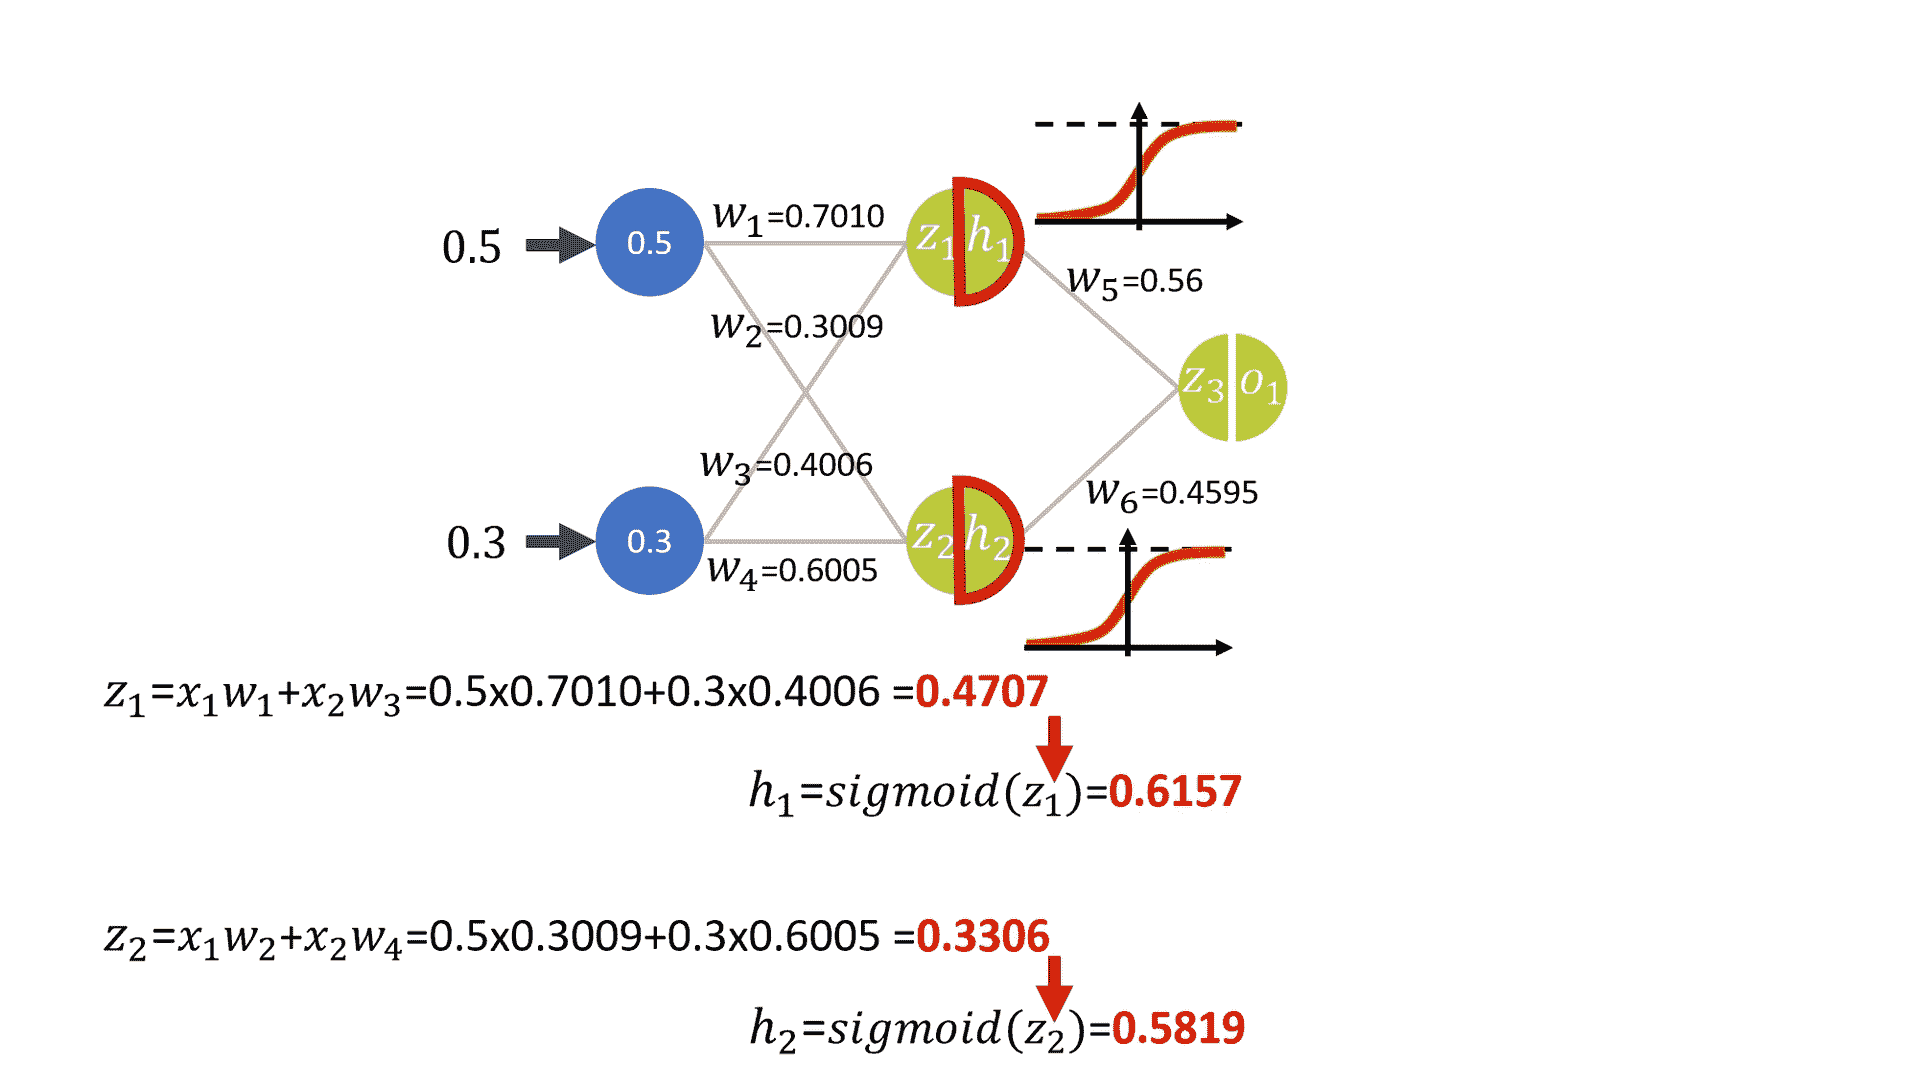 0.5
0.5
w₁=0.7010
z₁ h₁
w₅=0.56
w₂=0.3009
z₃ o₁
w₃=0.4006
w₆=0.4595
0.3
0.3
w₄=0.6005
z₂ h₂
z₁=x₁w₁+x₂w₃=0.5x0.7010+0.3x0.4006 =0.4707
h₁=sigmoid(z₁)=0.6157
z₂=x₁w₂+x₂w₄=0.5x0.3009+0.3x0.6005 =0.3306
h₂=sigmoid(z₂)=0.5819